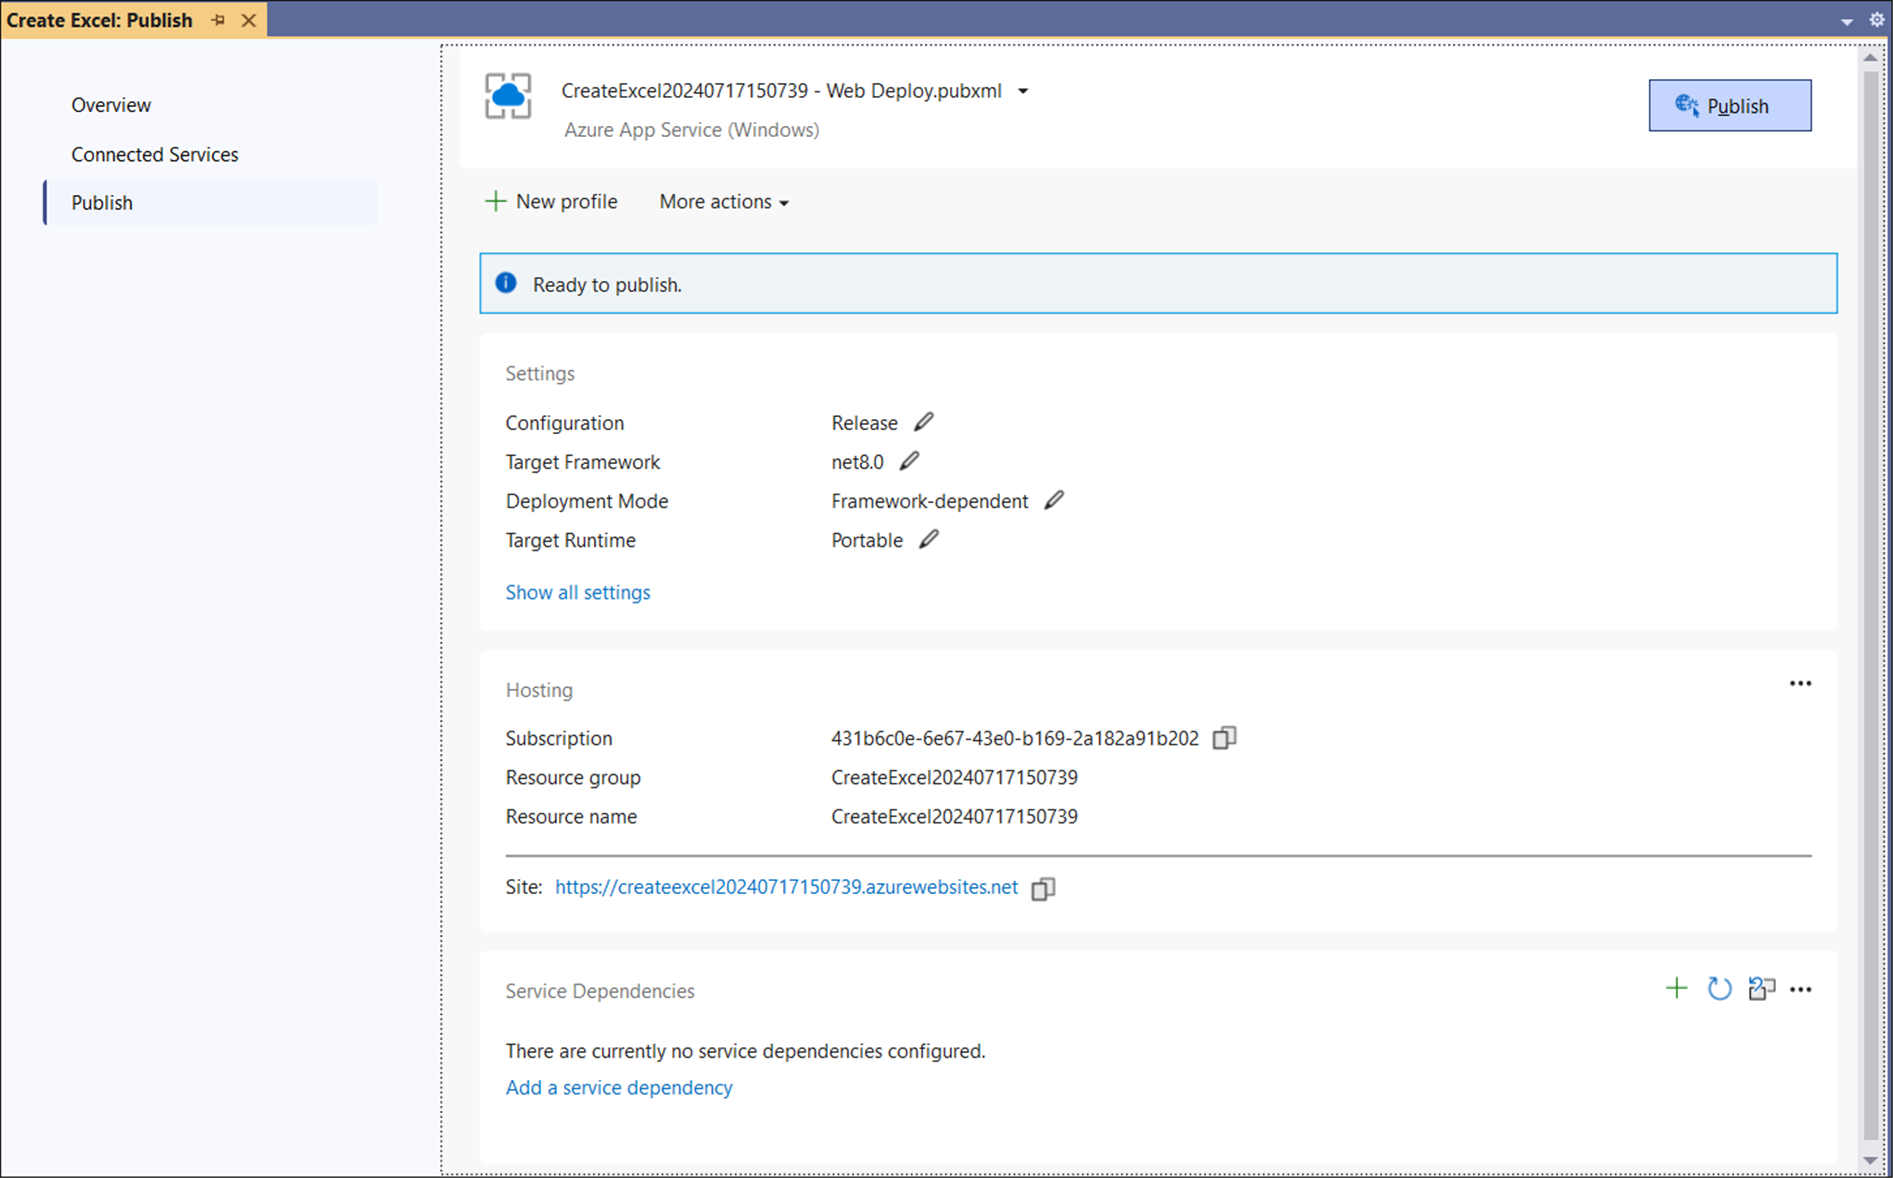 Create Excel: Publish
Overview
Connected Services
Publish
CreateExcel20240717150739 - Web Deploy.pubxml
Azure App Service (Windows)
Publish
New profile
More actions
Ready to publish.
Settings
Configuration Release
Target Framework net8.0
Deployment Mode Framework-dependent
Target Runtime Portable
Show all settings
Hosting
Subscription 431b6c0e-6e67-43e0-b169-2a182a91b202
Resource group CreateExcel20240717150739
Resource name CreateExcel20240717150739
Site: https://createexcel20240717150739.azurewebsites.net
Service Dependencies
There are currently no service dependencies configured.
Add a service dependency